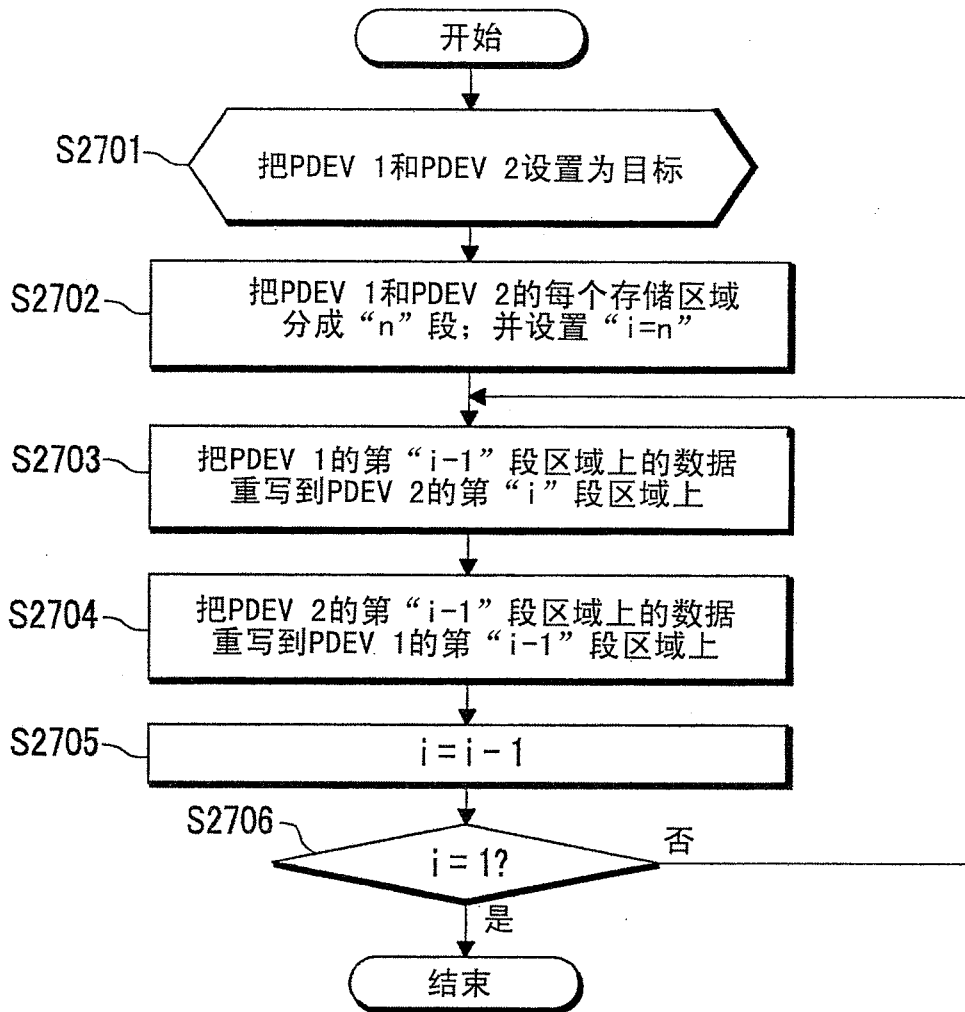 开始
S2701
把PDEV 1和PDEV 2设置为目标
S2702
把PDEV 1和PDEV 2的每个存储区域
分成“n”段；并设置“i=n”
S2703
把PDEV 1的第“i-1”段区域上的数据
重写到PDEV 2的第“i”段区域上
S2704
把PDEV 2的第“i-1”段区域上的数据
重写到PDEV 1的第“i-1”段区域上
S2705
i = i - 1
S2706
i = 1?
否
是
结束